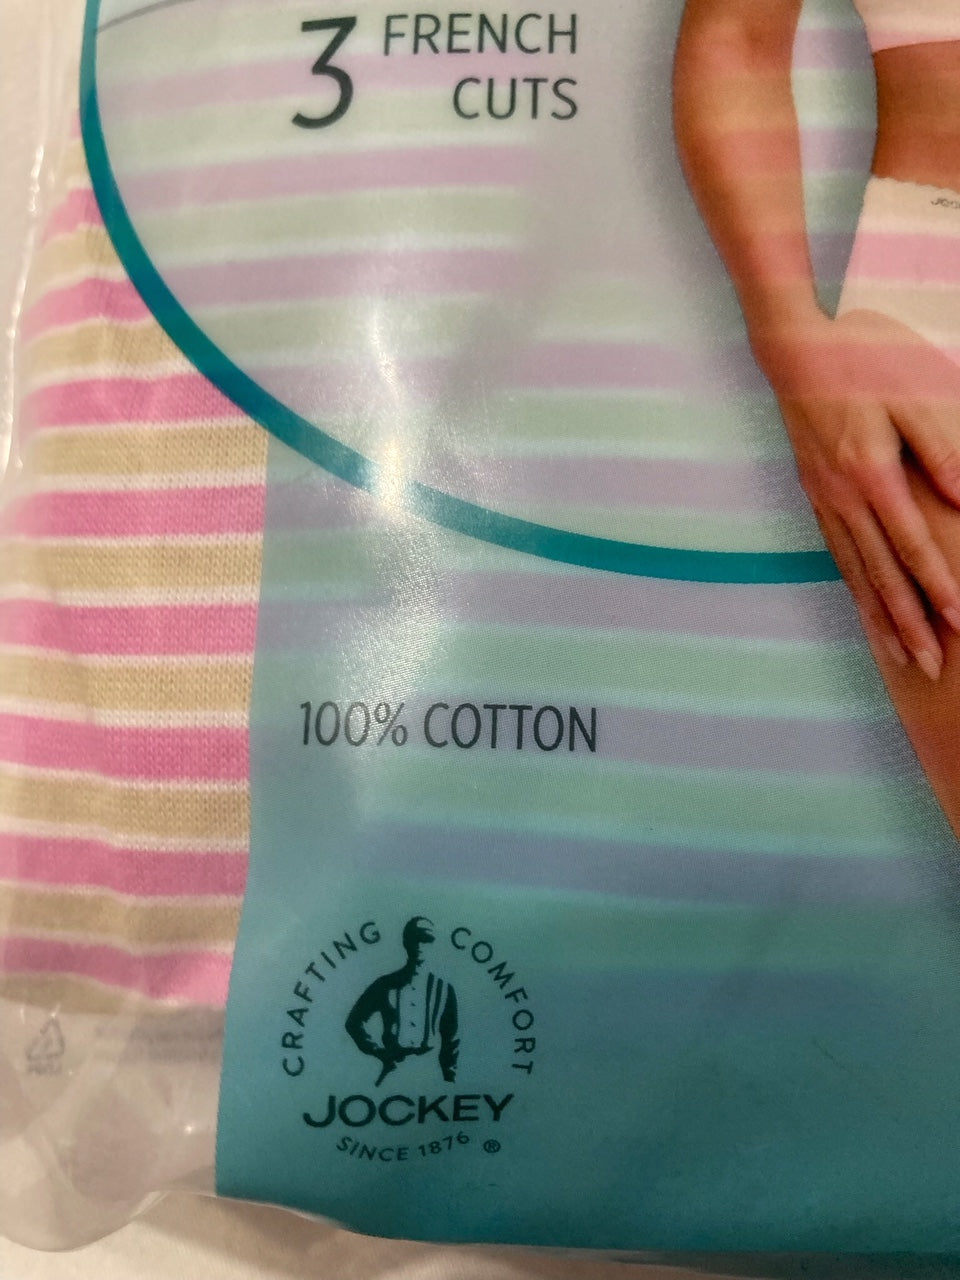 3 FRENCH
CUTS
100% COTTON
CRAFTING COMFORT
JOCKEY
SINCE 1876 ®